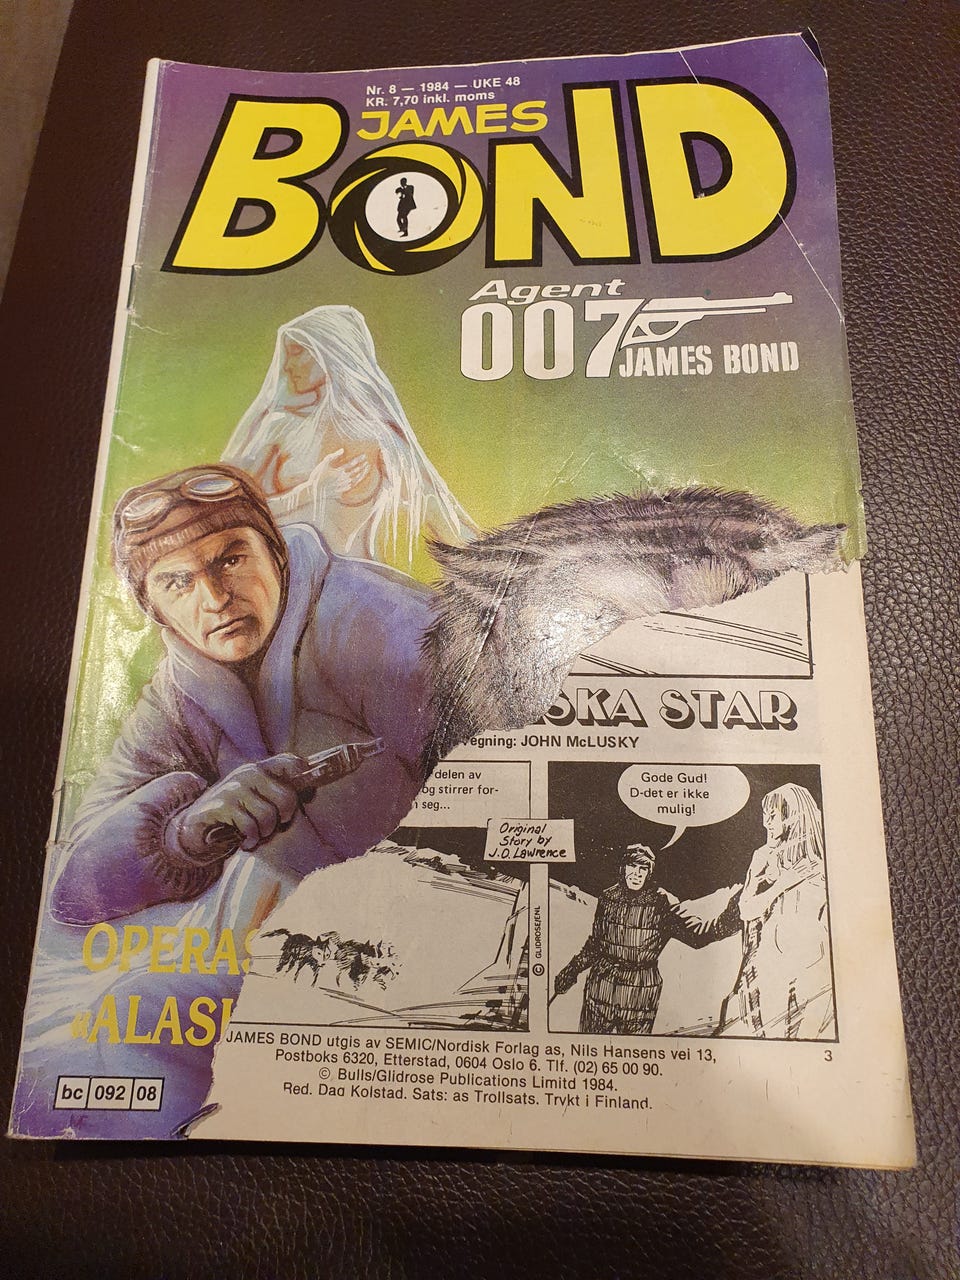 Nr. 8 — 1984 — UKE 48
KR. 7,70 inkl. moms
JAMES
BOND
Agent
007
JAMES BOND
SKA STAR
egning: JOHN McLUSKY
delen av
og stirrer for-
seg...
Original
Story by
J.O. Lawrence
Gode Gud!
D-det er ikke
mulig!
© GLIDROSE/ENL
OPERAS
«ALASK
bc 092 08
JAMES BOND utgis av SEMIC/Nordisk Forlag as, Nils Hansens vei 13,
Postboks 6320, Etterstad, 0604 Oslo 6. Tlf. (02) 65 00 90.
© Bulls/Glidrose Publications Limitd 1984.
Red. Dag Kolstad. Sats: as Trollsats. Trykt i Finland.
3